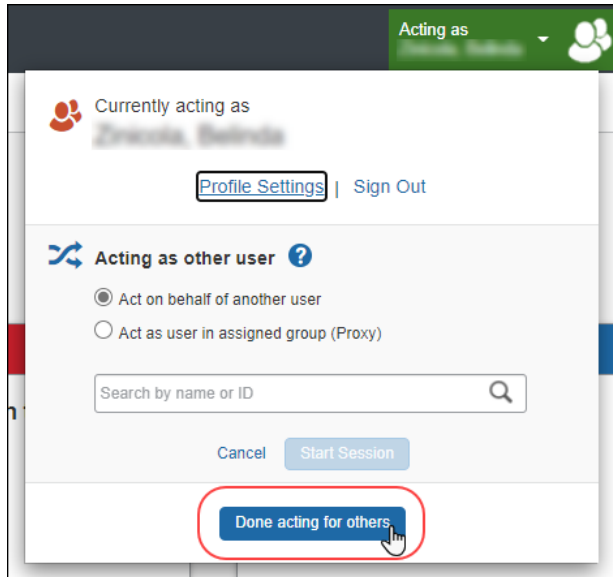 Acting as
Currently acting as
Profile Settings | Sign Out
Acting as other user ?
Act on behalf of another user
Act as user in assigned group (Proxy)
Search by name or ID
Cancel Start Session
Done acting for others